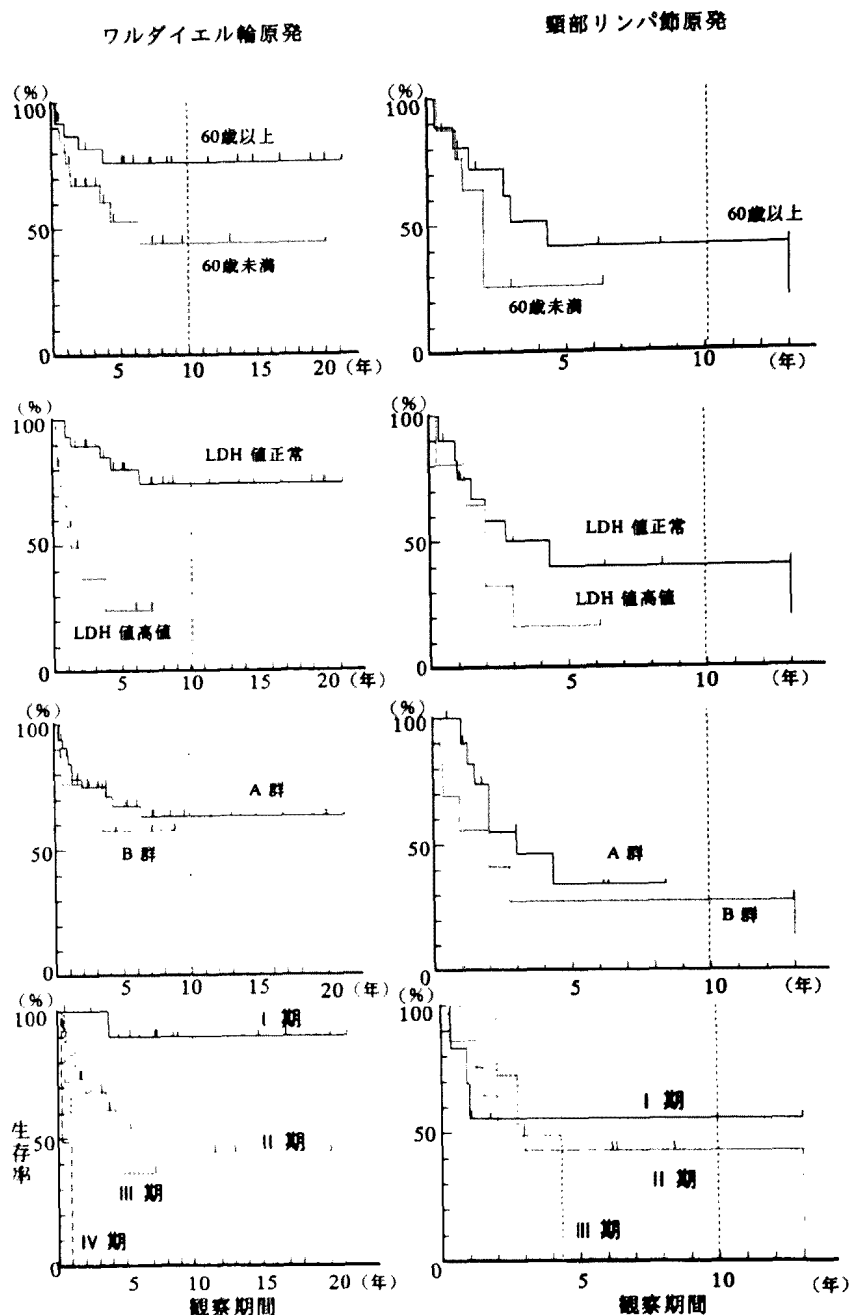 ワルダイエル輪原発
頸部リンパ節原発
(%)
100
50
0
60歳以上
60歳未満
5 10 15 20 (年)
(%)
100
50
0
60歳以上
60歳未満
5 10 (年)
(%)
100
50
0
LDH 値正常
LDH 値高値
5 10 15 20 (年)
(%)
100
50
0
LDH 値正常
LDH 値高値
5 10 (年)
(%)
100
50
0
A 群
B 群
5 10 15 20 (年)
(%)
100
50
0
A 群
B 群
5 10 (年)
(%)
100
50
0
生存率
I 期
II 期
III 期
IV 期
5 10 15 20 (年)
観察期間
(%)
100
50
0
I 期
II 期
III 期
5 10 (年)
観察期間